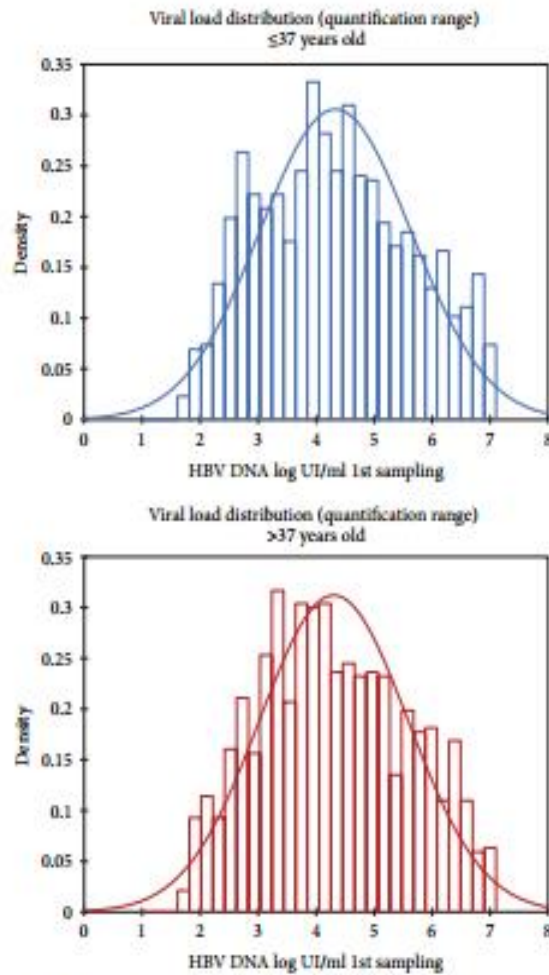 Viral load distribution (quantification range)
≤37 years old
0.35
0.3
0.25
0.2
0.15
0.1
0.05
0
Density
0 1 2 3 4 5 6 7 8
HBV DNA log UI/ml 1st sampling
Viral load distribution (quantification range)
>37 years old
0.35
0.3
0.25
0.2
0.15
0.1
0.05
0
Density
0 1 2 3 4 5 6 7 8
HBV DNA log UI/ml 1st sampling